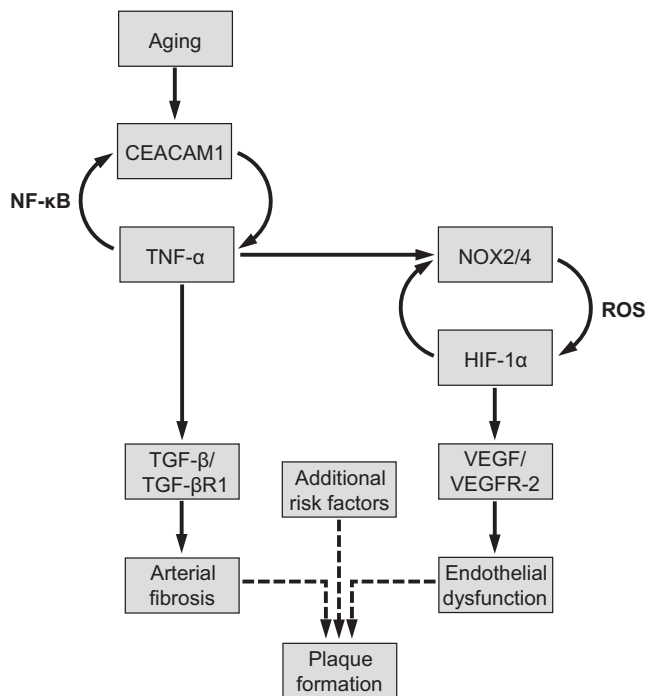 Aging
CEACAM1
NF-κB
TNF-α
NOX2/4
ROS
HIF-1α
TGF-β/
TGF-βR1
Additional
risk factors
VEGF/
VEGFR-2
Arterial
fibrosis
Endothelial
dysfunction
Plaque
formation